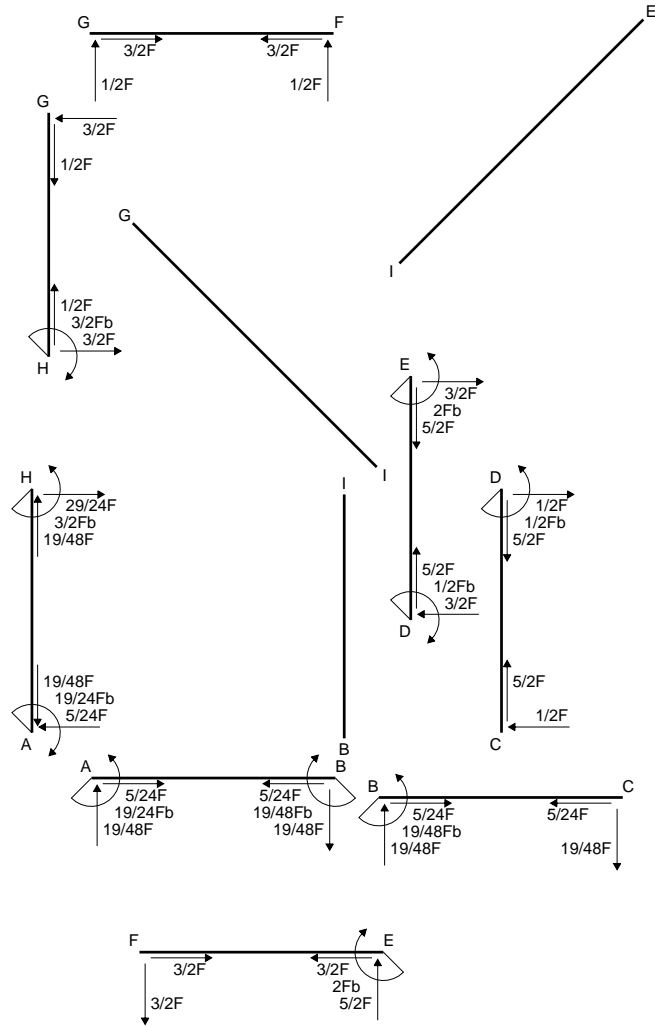 G F
3/2F 3/2F
1/2F 1/2F
E
I
G
3/2F
1/2F
1/2F
3/2Fb
3/2F
H
G
I
E
3/2F
2Fb
5/2F
5/2F
1/2Fb
3/2F
D
H
29/24F
3/2Fb
19/48F
19/48F
19/24Fb
5/24F
A
I
B
D
1/2F
1/2Fb
5/2F
5/2F
1/2F
C
A B
5/24F 5/24F
19/24Fb 19/48Fb
19/48F 19/48F
B C
5/24F 5/24F
19/48Fb
19/48F 19/48F
F E
3/2F 3/2F
2Fb
3/2F 5/2F